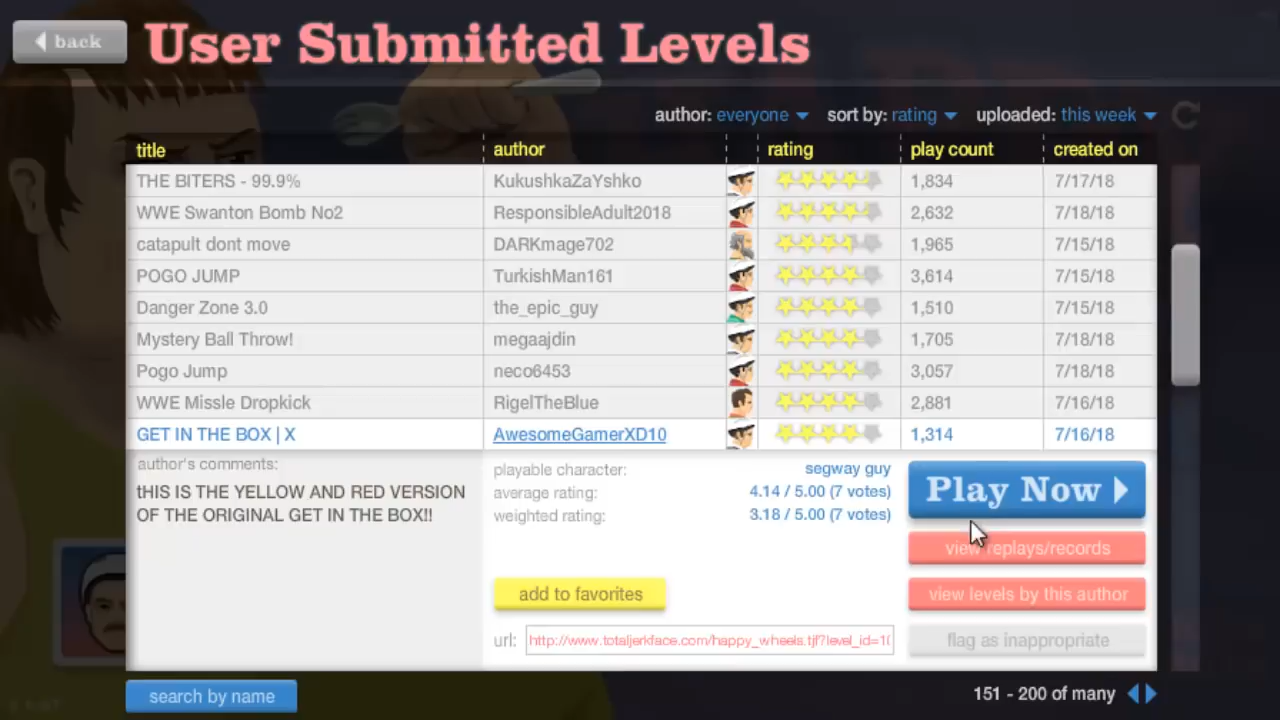 back
User Submitted Levels
author: everyone sort by: rating uploaded: this week
title author rating play count created on
THE BITERS - 99.9% KukushkaZaYshko 1,834 7/17/18
WWE Swanton Bomb No2 ResponsibleAdult2018 2,632 7/18/18
catapult dont move DARKmage702 1,965 7/15/18
POGO JUMP TurkishMan161 3,614 7/15/18
Danger Zone 3.0 the_epic_guy 1,510 7/15/18
Mystery Ball Throw! megaajdin 1,705 7/18/18
Pogo Jump neco6453 3,057 7/18/18
WWE Missle Dropkick RigelTheBlue 2,881 7/16/18
GET IN THE BOX | X AwesomeGamerXD10 1,314 7/16/18
author's comments:
tHIS IS THE YELLOW AND RED VERSION
OF THE ORIGINAL GET IN THE BOX!!
playable character: segway guy
average rating: 4.14 / 5.00 (7 votes)
weighted rating: 3.18 / 5.00 (7 votes)
Play Now
view replays/records
add to favorites
view levels by this author
url: http://www.totaljerkface.com/happy_wheels.tjf?level_id=1(
flag as inappropriate
search by name
151 - 200 of many